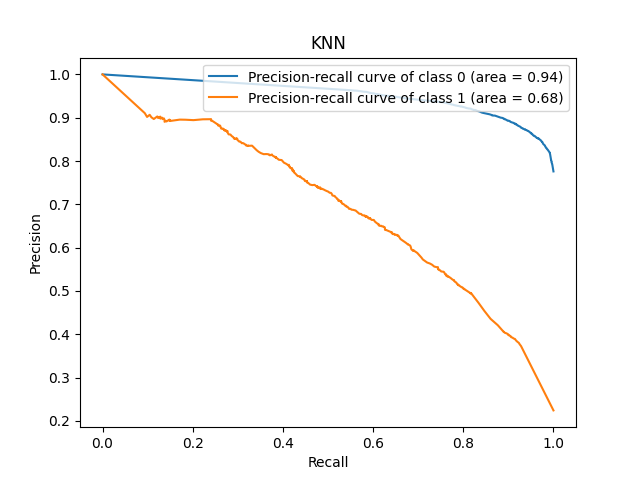 KNN
Precision-recall curve of class 0 (area = 0.94)
Precision-recall curve of class 1 (area = 0.68)
1.0
0.9
0.8
0.7
0.6
0.5
0.4
0.3
0.2
Precision
0.0 0.2 0.4 0.6 0.8 1.0
Recall